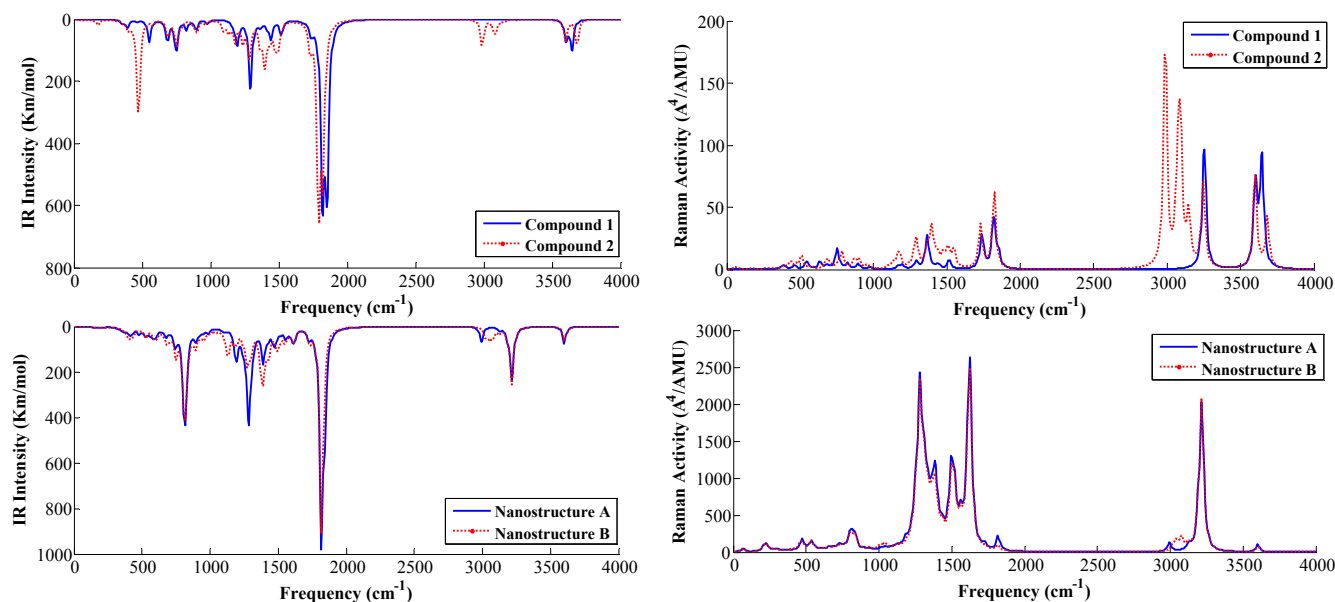 IR Intensity (Km/mol)
0
200
400
600
800
0 500 1000 1500 2000 2500 3000 3500 4000
Frequency (cm⁻¹)
Compound 1
Compound 2
Raman Activity (A⁴/AMU)
200
150
100
50
0
0 500 1000 1500 2000 2500 3000 3500 4000
Frequency (cm⁻¹)
Compound 1
Compound 2
IR Intensity (Km/mol)
0
200
400
600
800
1000
0 500 1000 1500 2000 2500 3000 3500 4000
Frequency (cm⁻¹)
Nanostructure A
Nanostructure B
Raman Activity (A⁴/AMU)
3000
2500
2000
1500
1000
500
0
0 500 1000 1500 2000 2500 3000 3500 4000
Frequency (cm⁻¹)
Nanostructure A
Nanostructure B